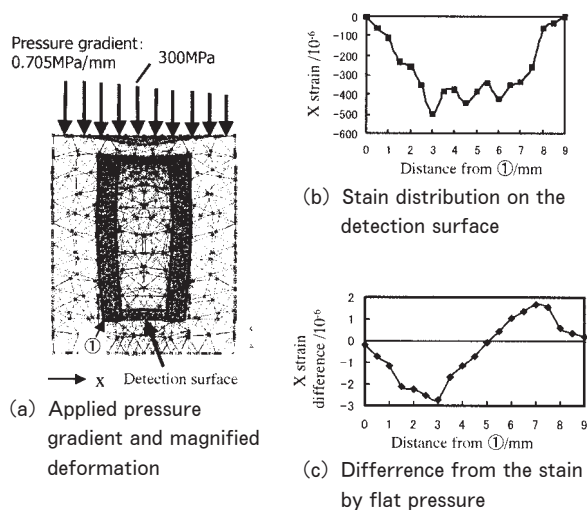 Pressure gradient:
0.705MPa/mm
300MPa
①
X
Detection surface
(a) Applied pressure
gradient and magnified
deformation
X strain /10⁻⁶
0
-100
-200
-300
-400
-500
-600
0 1 2 3 4 5 6 7 8 9
Distance from ①/mm
(b) Stain distribution on the
detection surface
X strain
difference /10⁻⁶
2
1
0
-1
-2
-3
0 1 2 3 4 5 6 7 8 9
Distance from ①/mm
(c) Differrence from the stain
by flat pressure